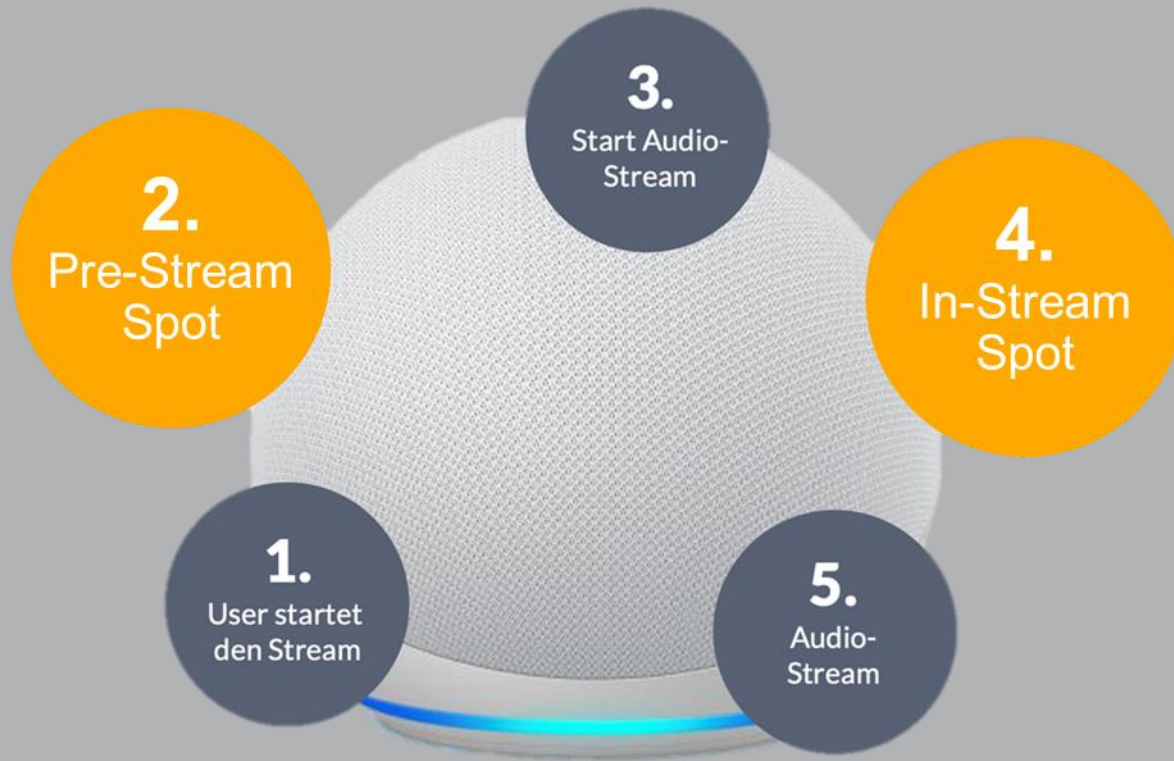 1.
User startet
den Stream
2.
Pre-Stream
Spot
3.
Start Audio-
Stream
4.
In-Stream
Spot
5.
Audio-
Stream